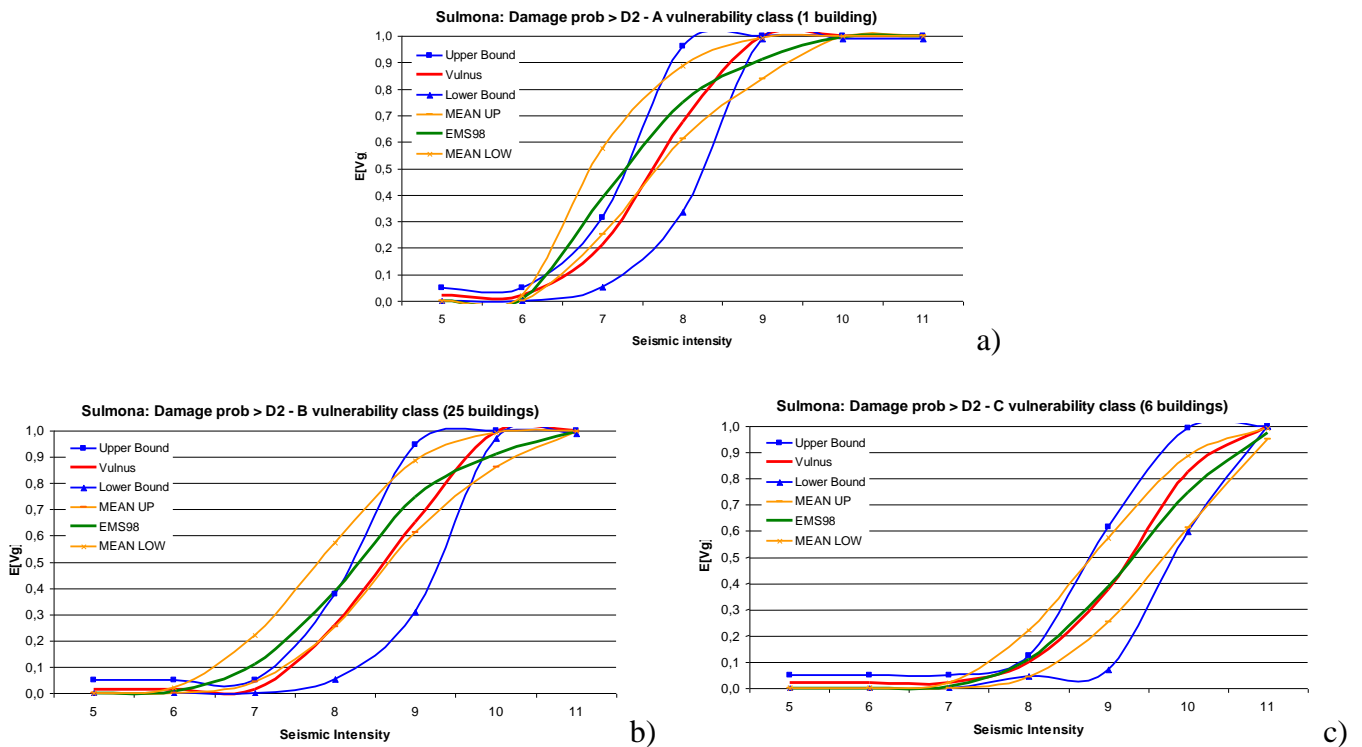 Sulmona: Damage prob > D2 - A vulnerability class (1 building)
1,0
0,9
0,8
0,7
0,6
0,5
0,4
0,3
0,2
0,1
0,0
E[Vg]
Upper Bound
Vulnus
Lower Bound
MEAN UP
EMS98
MEAN LOW
5 6 7 8 9 10 11
Seismic intensity
a)
Sulmona: Damage prob > D2 - B vulnerability class (25 buildings)
1,0
0,9
0,8
0,7
0,6
0,5
0,4
0,3
0,2
0,1
0,0
E[Vg]
Upper Bound
Vulnus
Lower Bound
MEAN UP
EMS98
MEAN LOW
5 6 7 8 9 10 11
Seismic Intensity
b)
Sulmona: Damage prob > D2 - C vulnerability class (6 buildings)
1,0
0,9
0,8
0,7
0,6
0,5
0,4
0,3
0,2
0,1
0,0
E[Vg]
Upper Bound
Vulnus
Lower Bound
MEAN UP
EMS98
MEAN LOW
5 6 7 8 9 10 11
Seismic Intensity
c)